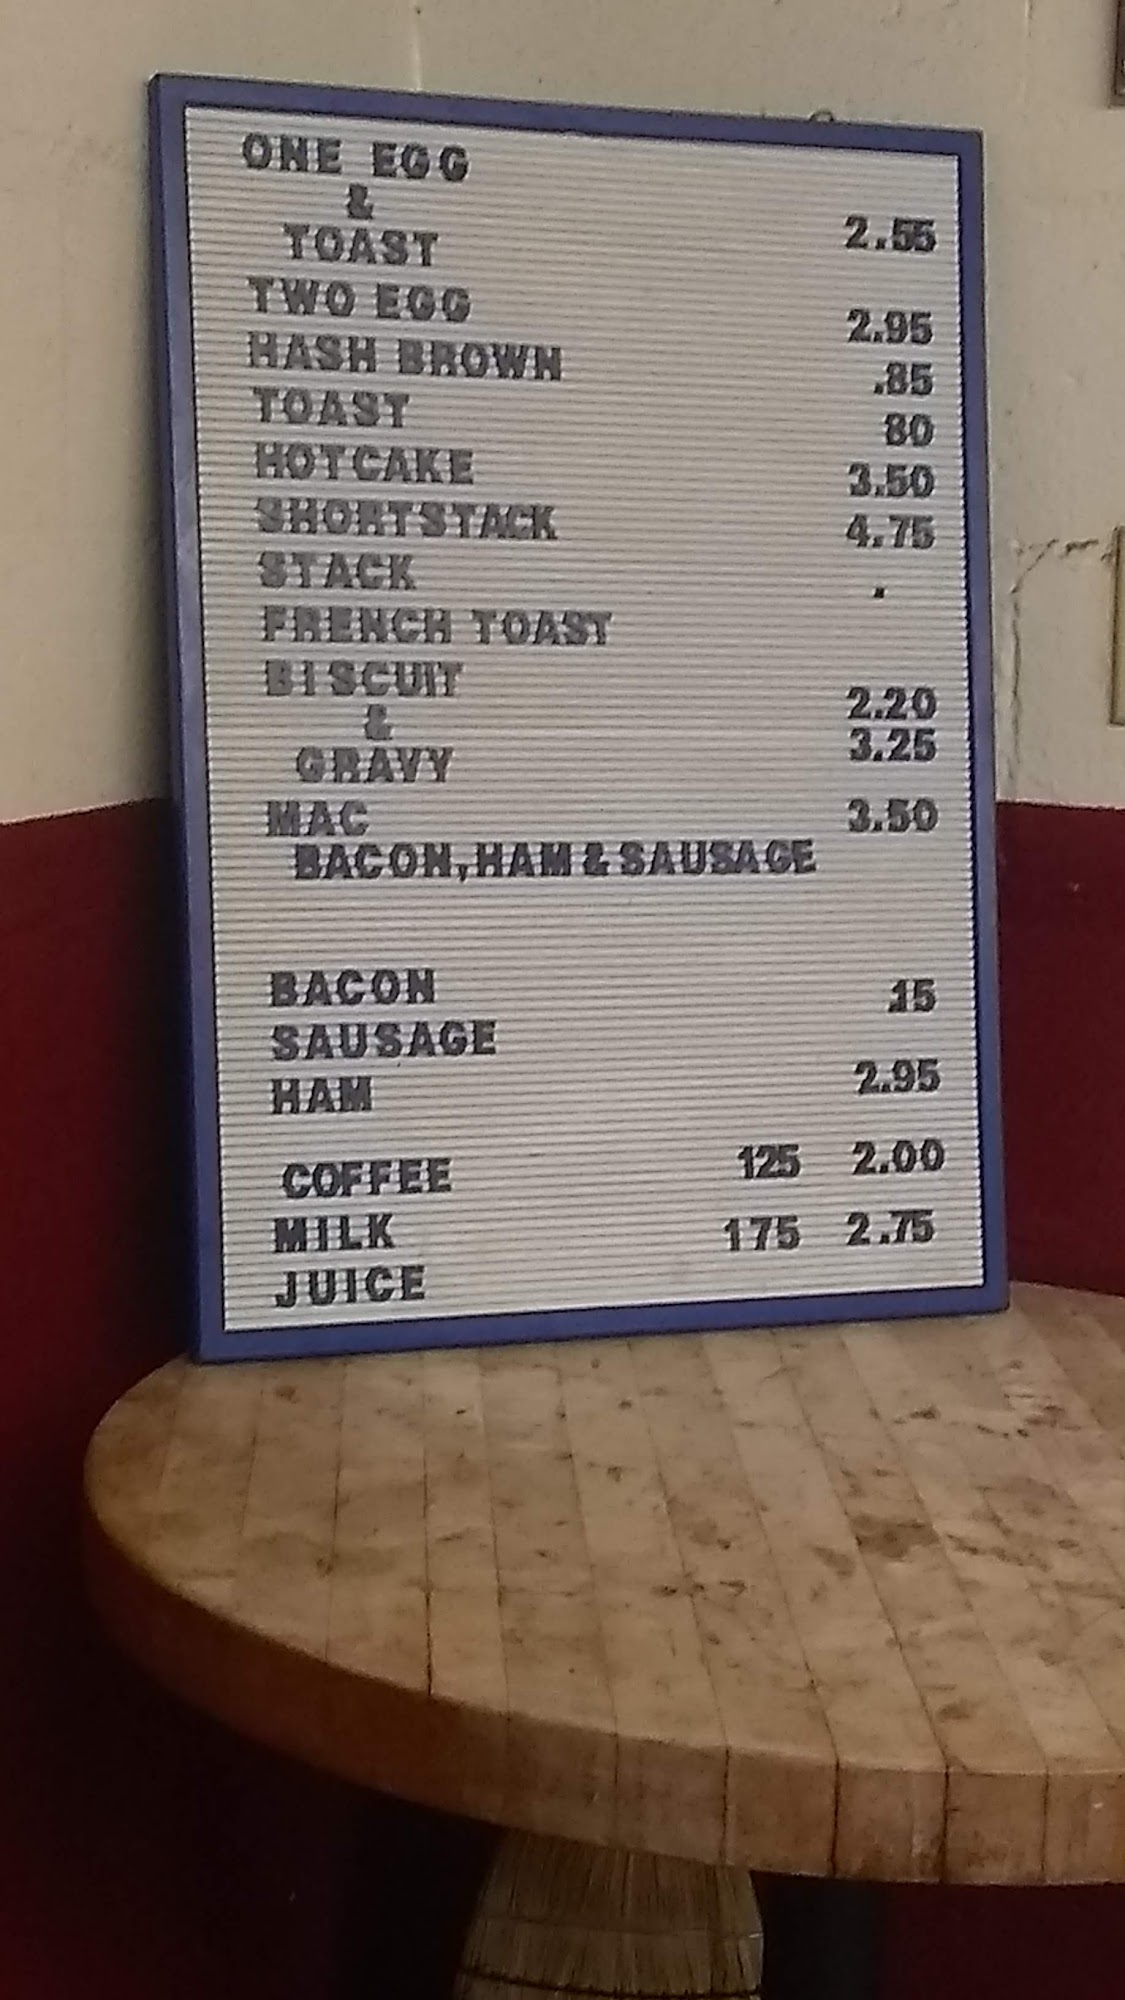 ONE EGG
&
TOAST 2.55
TWO EGG 2.95
HASH BROWN .85
TOAST 80
HOTCAKE 3.50
SHORTSTACK 4.75
STACK .
FRENCH TOAST
BISCUIT 2.20
&
GRAVY 3.25
MAC 3.50
BACON, HAM & SAUSAGE
BACON .15
SAUSAGE
HAM 2.95
COFFEE 125 2.00
MILK 175 2.75
JUICE